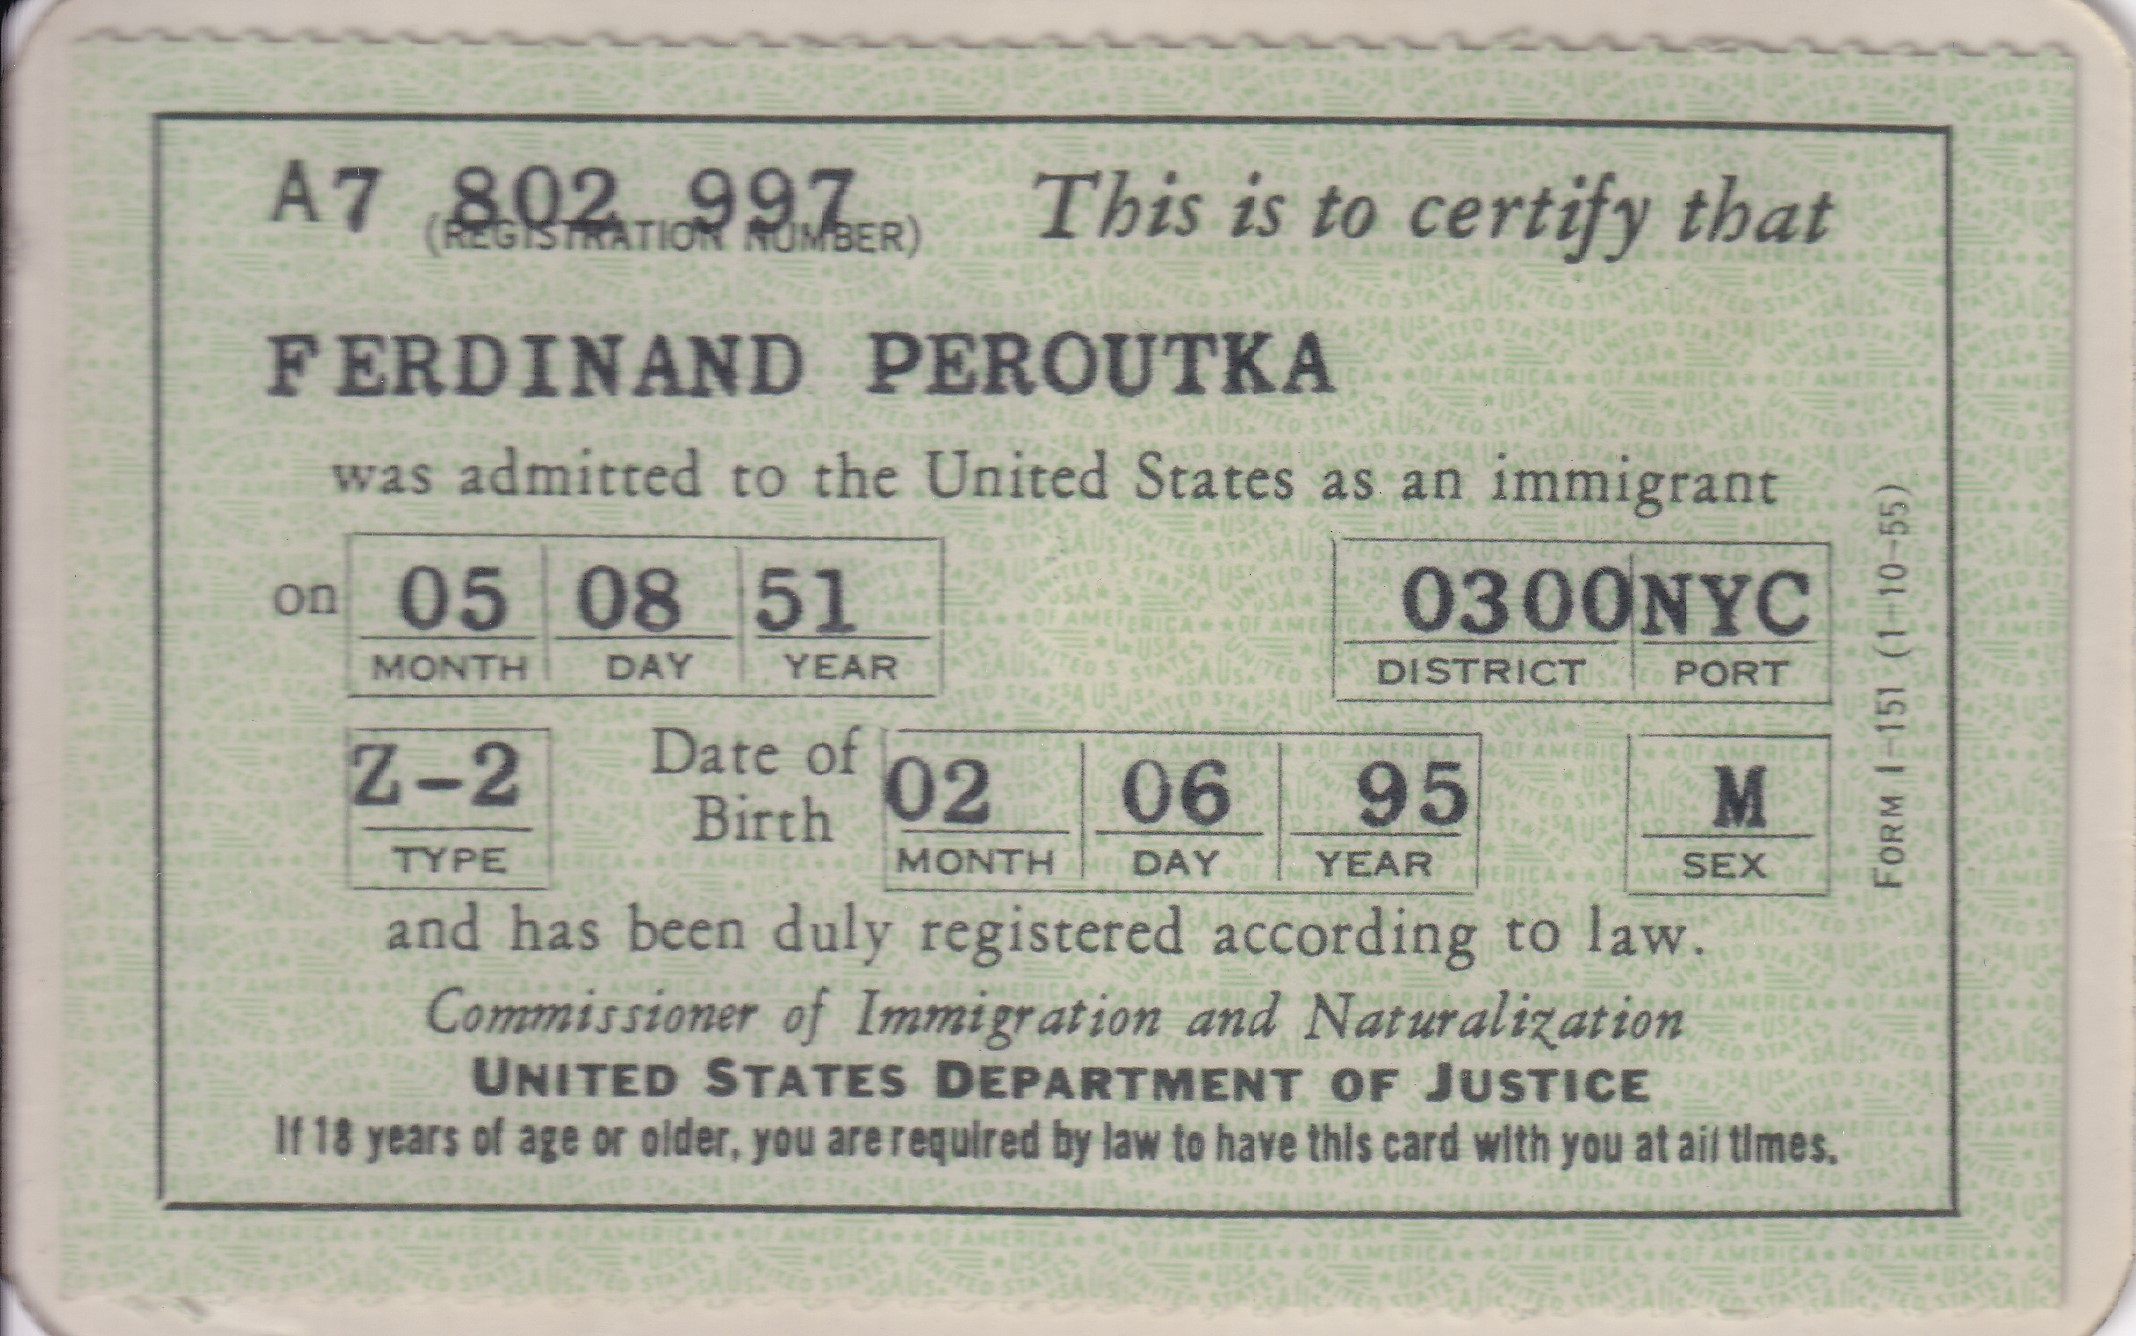 A7 802 997 This is to certify that
(REGISTRATION NUMBER)
FERDINAND PEROUTKA
was admitted to the United States as an immigrant
on 05 08 51 0300 NYC
MONTH DAY YEAR DISTRICT PORT
Z-2 Date of Birth 02 06 95 M
TYPE MONTH DAY YEAR SEX
and has been duly registered according to law.
Commissioner of Immigration and Naturalization
UNITED STATES DEPARTMENT OF JUSTICE
If 18 years of age or older, you are required by law to have this card with you at all times.
FORM I-151 (1-10-55)